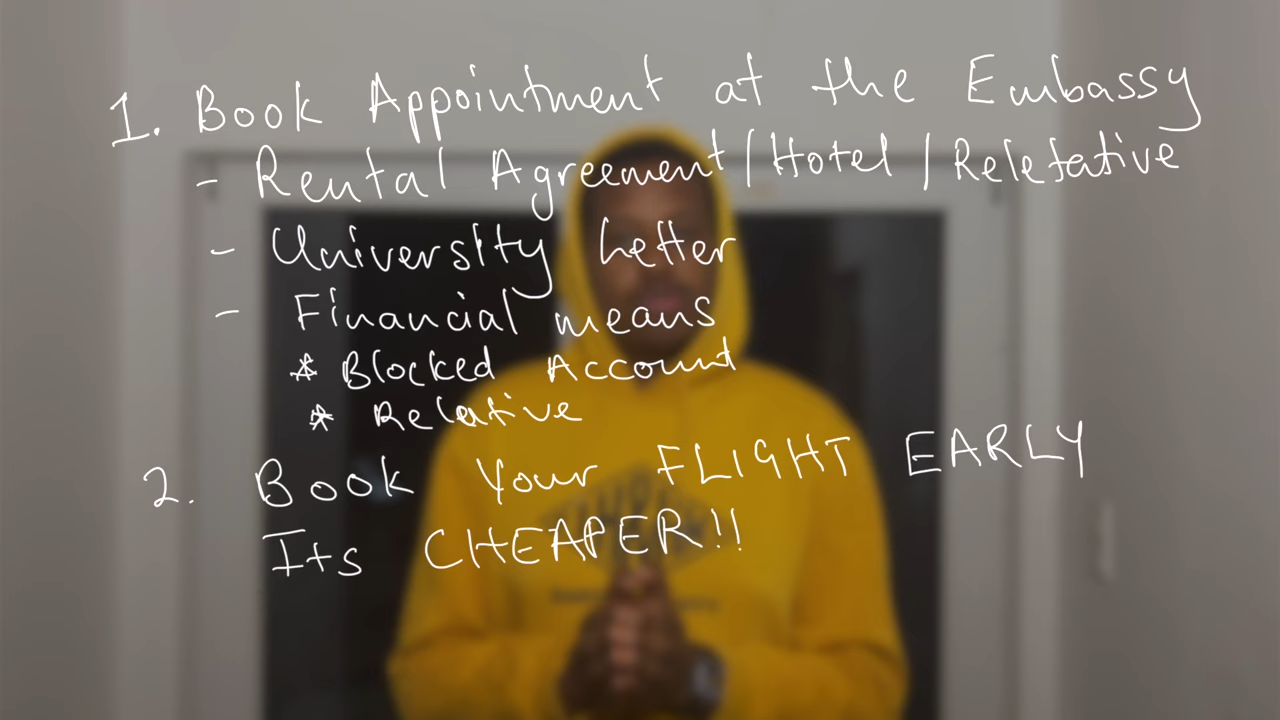 1. Book Appointment at the Embassy
- Rental Agreement/Hotel/Reletative
- University Letter
- Financial means
* Blocked Account
* Relative
2. Book Your FLIGHT EARLY
Its CHEAPER!!